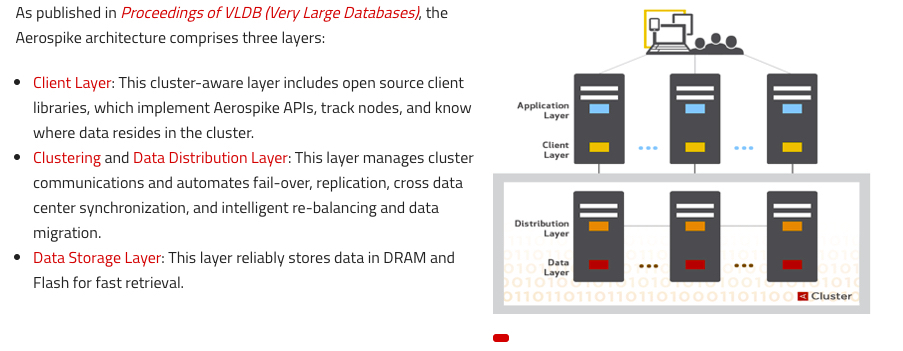 As published in Proceedings of VLDB (Very Large Databases), the
Aerospike architecture comprises three layers:
Client Layer: This cluster-aware layer includes open source client
libraries, which implement Aerospike APIs, track nodes, and know
where data resides in the cluster.
Clustering and Data Distribution Layer: This layer manages cluster
communications and automates fail-over, replication, cross data
center synchronization, and intelligent re-balancing and data
migration.
Data Storage Layer: This layer reliably stores data in DRAM and
Flash for fast retrieval.
Application
Layer
Client
Layer
Distribution
Layer
Data
Layer
Cluster